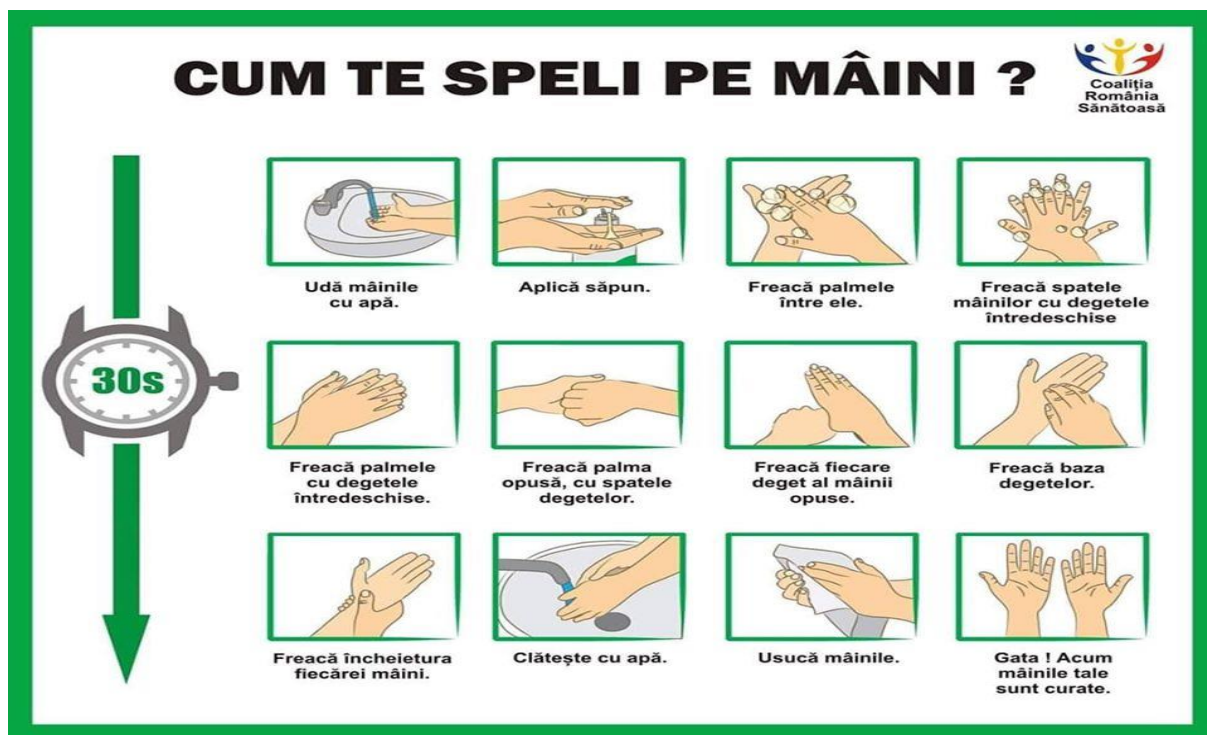 CUM TE SPELI PE MÂINI ?
Coaliția
România
Sănătoasă
30s
Udă mâinile
cu apă.
Aplică săpun.
Freacă palmele
între ele.
Freacă spatele
mâinilor cu degetele
întredeschise
Freacă palmele
cu degetele
întredeschise.
Freacă palma
opusă, cu spatele
degetelor.
Freacă fiecare
deget al mâinii
opuse.
Freacă baza
degetelor.
Freacă încheietura
fiecărei mâini.
Clătește cu apă.
Usucă mâinile.
Gata ! Acum
mâinile tale
sunt curate.